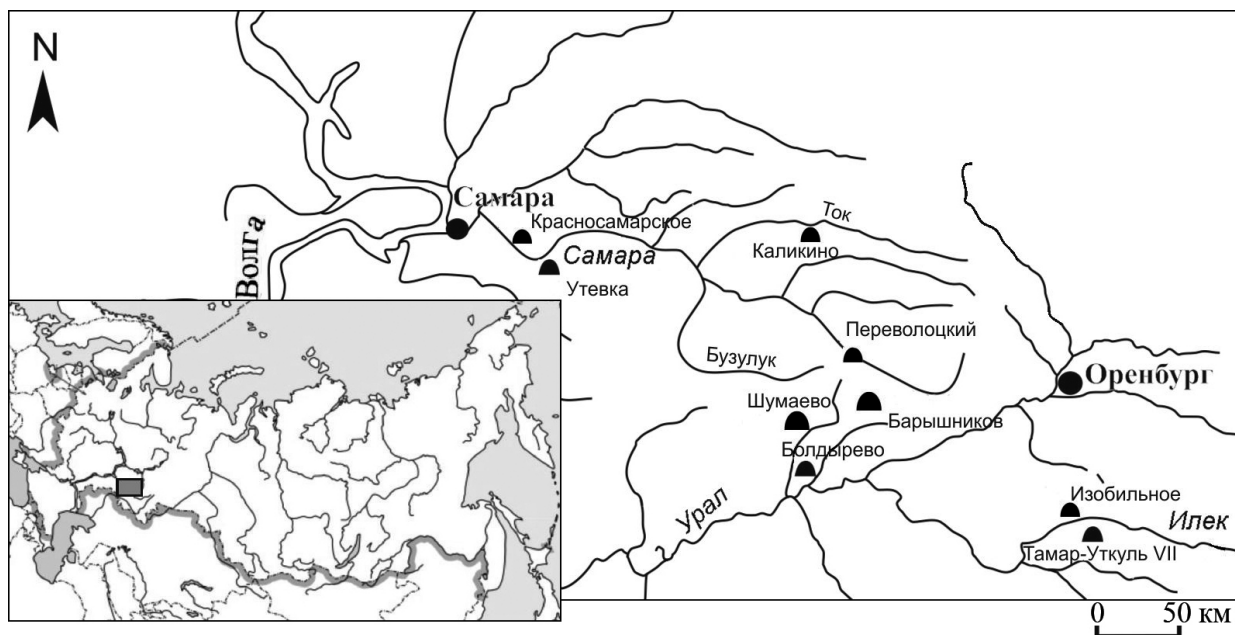 N
Самара
Красносамарское
Волга
Самара
Утевка
Ток
Каликино
Переволоцкий
Бузулук
Оренбург
Шумаево
Барышников
Болдырево
Урал
Изобильное
Илек
Тамар-Уткуль VII
0 50 км